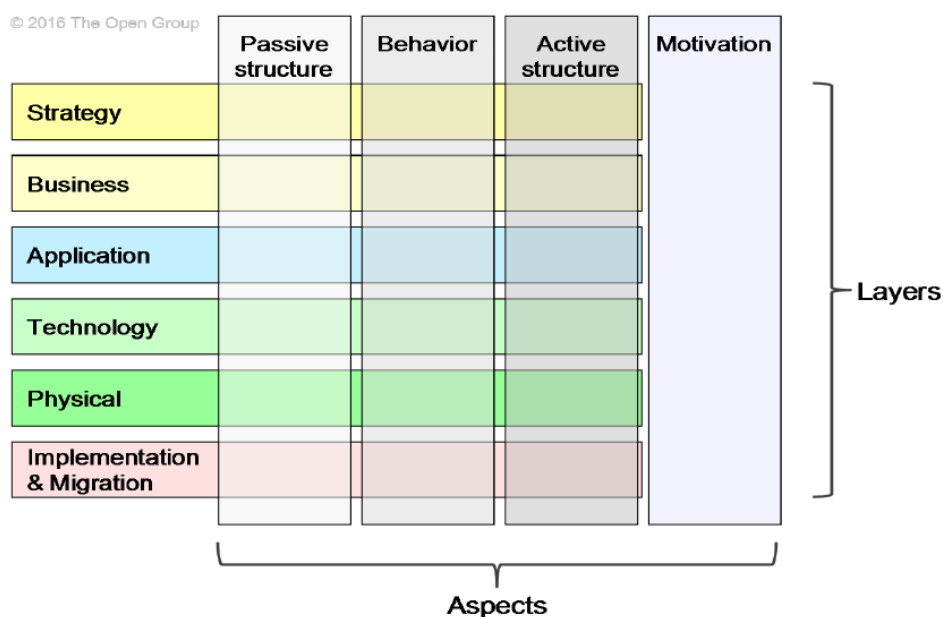 © 2016 The Open Group
Passive
structure
Behavior
Active
structure
Motivation
Strategy
Business
Application
Technology
Physical
Implementation
& Migration
Layers
Aspects